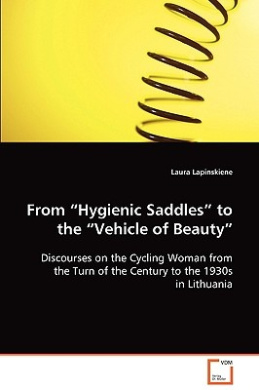 Laura Lapinskiene
From “Hygienic Saddles” to
the “Vehicle of Beauty”
Discourses on the Cycling Woman from
the Turn of the Century to the 1930s
in Lithuania
VDM